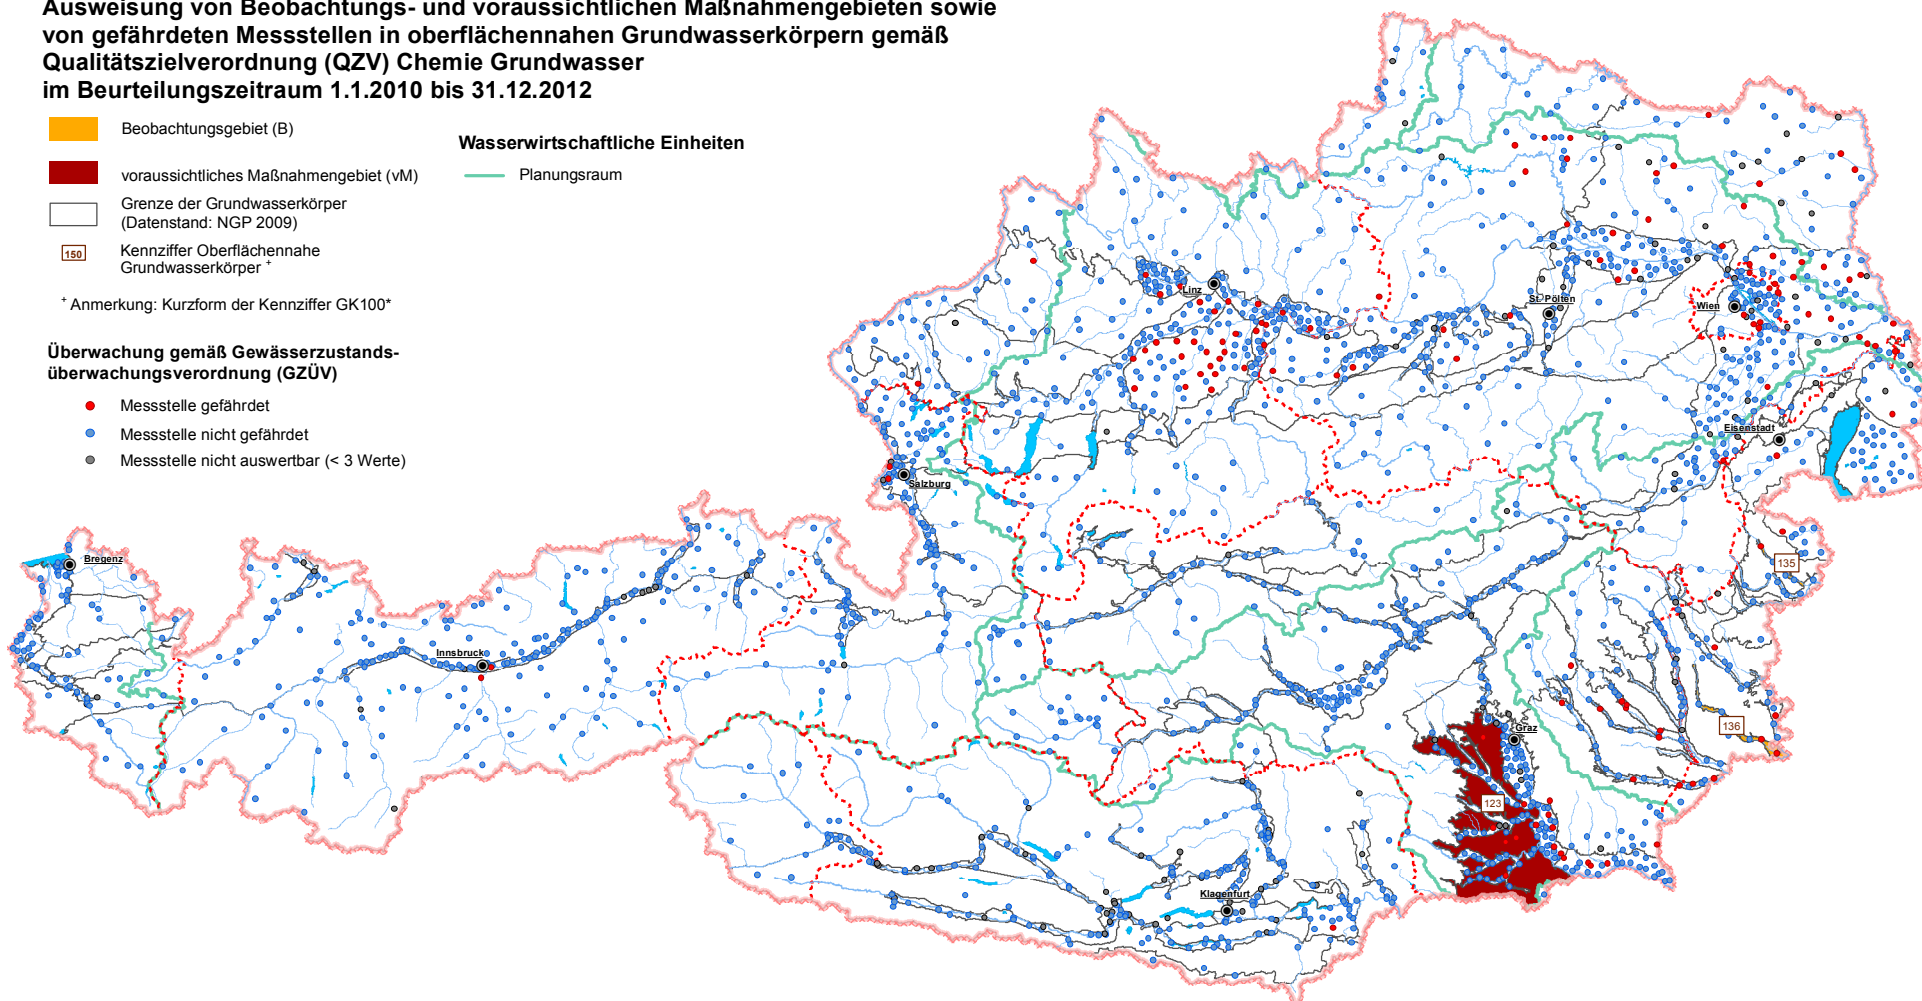 Ausweisung von Beobachtungs- und voraussichtlichen Maßnahmengebieten sowie
von gefährdeten Messstellen in oberflächennahen Grundwasserkörpern gemäß
Qualitätszielverordnung (QZV) Chemie Grundwasser
im Beurteilungszeitraum 1.1.2010 bis 31.12.2012
Beobachtungsgebiet (B)
voraussichtliches Maßnahmengebiet (vM)
Grenze der Grundwasserkörper
(Datenstand: NGP 2009)
150
Kennziffer Oberflächennahe
Grundwasserkörper +
+ Anmerkung: Kurzform der Kennziffer GK100*
Wasserwirtschaftliche Einheiten
Planungsraum
Überwachung gemäß Gewässerzustands-
überwachungsverordnung (GZÜV)
Messstelle gefährdet
Messstelle nicht gefährdet
Messstelle nicht auswertbar (< 3 Werte)
Linz
St. Pölten
Wien
Eisenstadt
Salzburg
Bregenz
135
Innsbruck
136
Graz
123
Klagenfurt